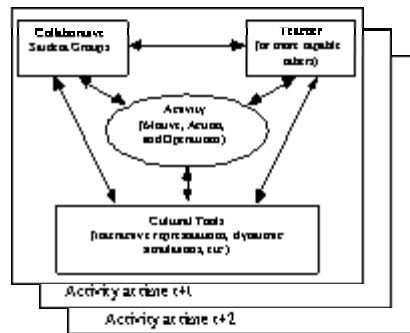 Collaborative
Student Groups
Teacher
(or more capable
others)
Activity
(Motive, Action,
and Operations)
Cultural Tools
(interactive representations, dynamic
simulations, etc)
Activity at time t+1
Activity at time t+2